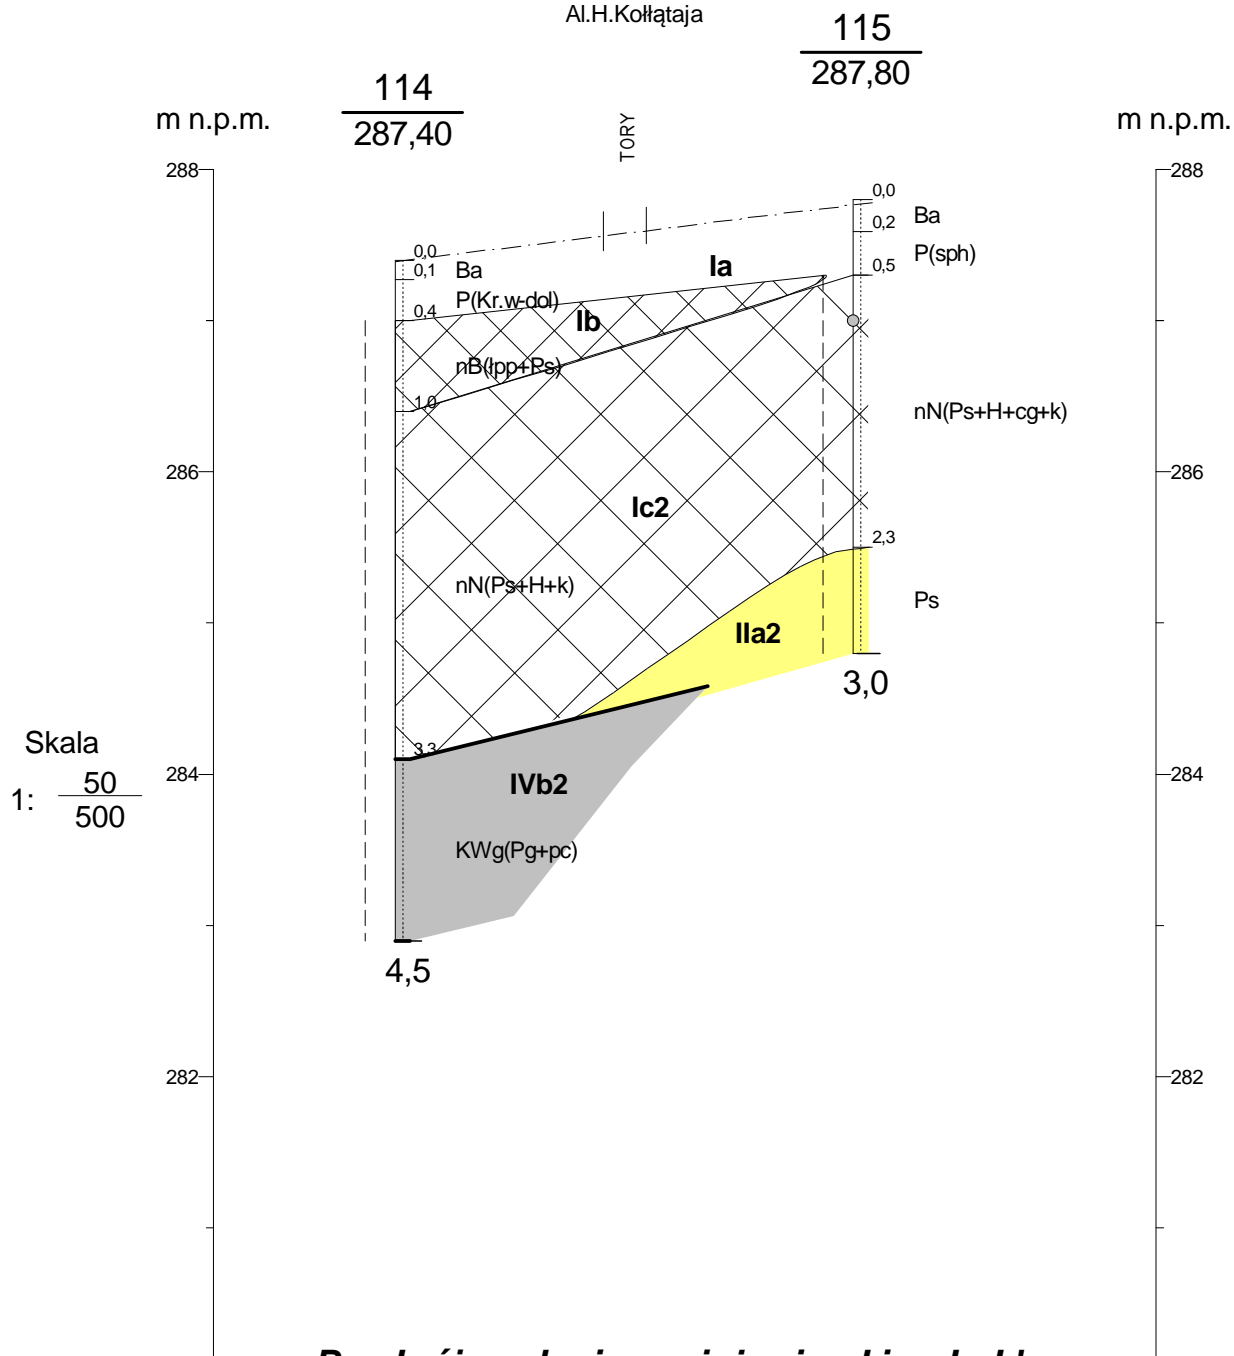 Al.H.Kołłątaja
115
287,80
114
287,40
m n.p.m.
m n.p.m.
TORY
288
288
0,0
Ba
0,2
P(sph)
0,5
0,0
0,1
Ba
Ia
P(Kr.w-dol)
0,4
Ib
nB(łpp+Ps)
1,0
nN(Ps+H+cg+k)
286
286
Ic2
2,3
nN(Ps+H+k)
Ps
IIa2
3,0
Skala
1: 50
500
3,3
284
284
IVb2
KWg(Pg+pc)
4,5
282
282